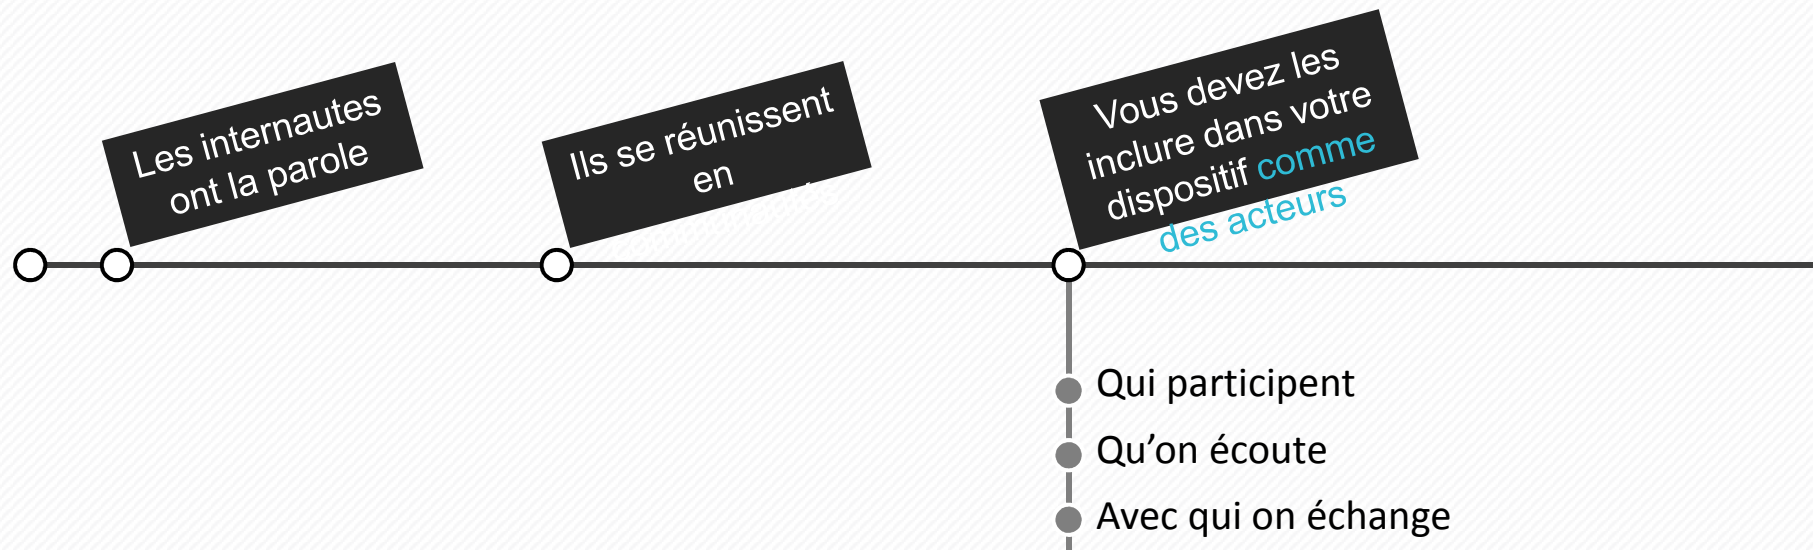 Les internautes
ont la parole
Ils se réunissent
en
Vous devez les
inclure dans votre
dispositif comme
des acteurs
Qui participent
Qu’on écoute
Avec qui on échange